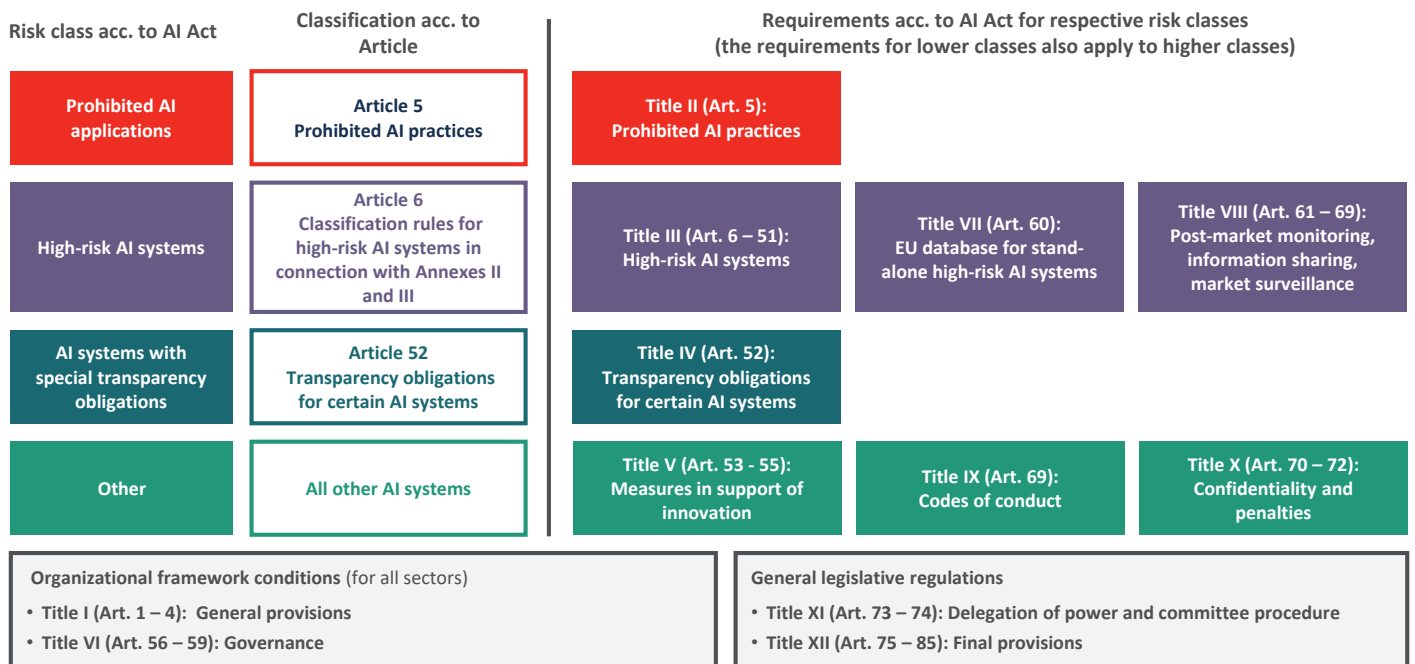 Risk class acc. to AI Act
Classification acc. to
Article
Requirements acc. to AI Act for respective risk classes
(the requirements for lower classes also apply to higher classes)
Prohibited AI
applications
Article 5
Prohibited AI practices
Title II (Art. 5):
Prohibited AI practices
High-risk AI systems
Article 6
Classification rules for
high-risk AI systems in
connection with Annexes II
and III
Title III (Art. 6 – 51):
High-risk AI systems
Title VII (Art. 60):
EU database for stand-
alone high-risk AI systems
Title VIII (Art. 61 – 69):
Post-market monitoring,
information sharing,
market surveillance
AI systems with
special transparency
obligations
Article 52
Transparency obligations
for certain AI systems
Title IV (Art. 52):
Transparency obligations
for certain AI systems
Other
All other AI systems
Title V (Art. 53 - 55):
Measures in support of
innovation
Title IX (Art. 69):
Codes of conduct
Title X (Art. 70 – 72):
Confidentiality and
penalties
Organizational framework conditions (for all sectors)
• Title I (Art. 1 – 4): General provisions
• Title VI (Art. 56 – 59): Governance
General legislative regulations
• Title XI (Art. 73 – 74): Delegation of power and committee procedure
• Title XII (Art. 75 – 85): Final provisions